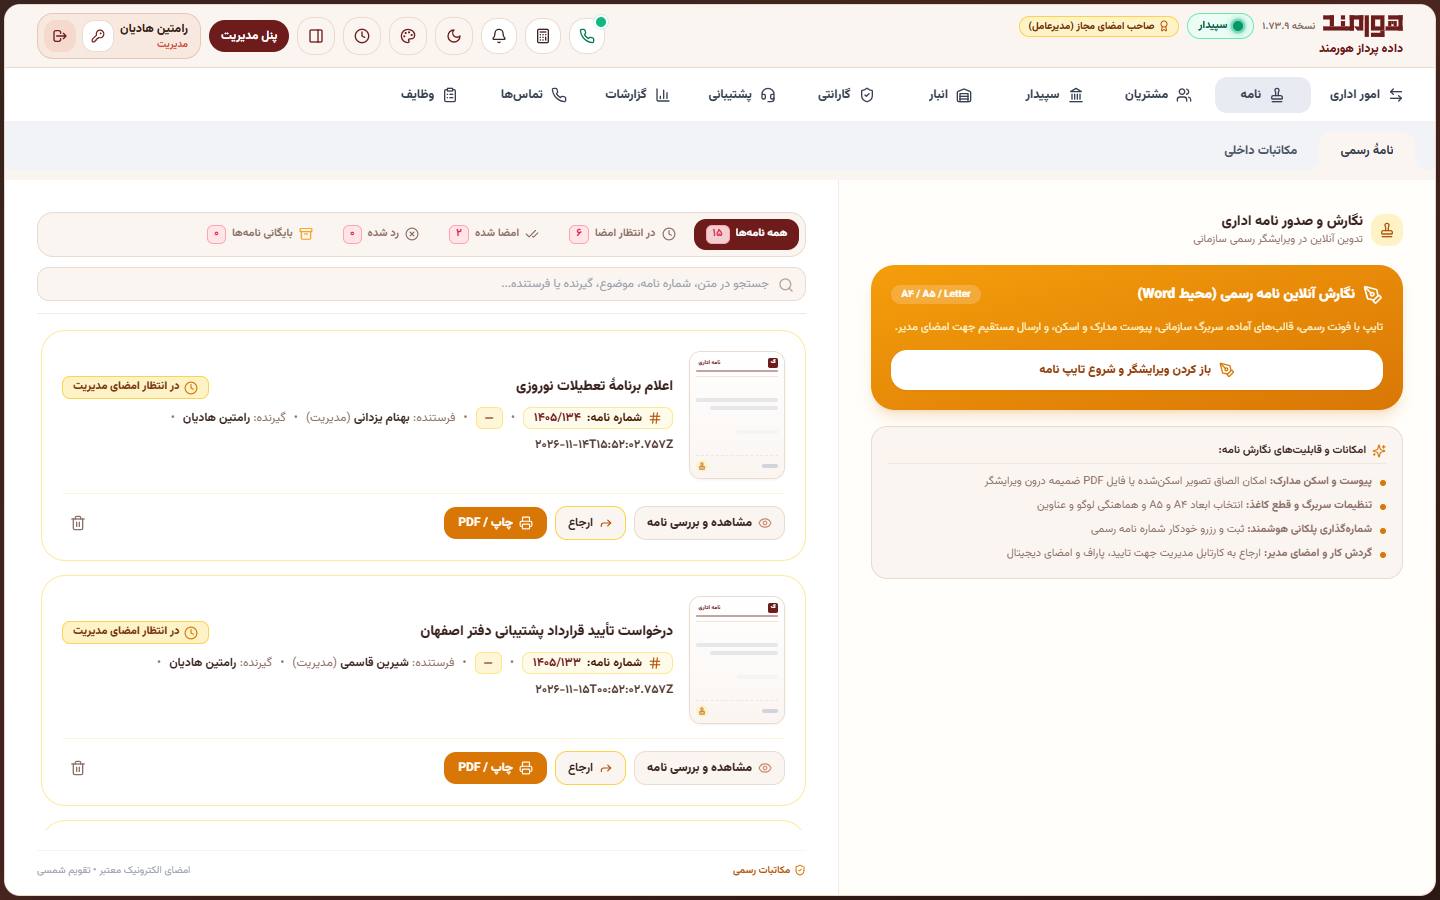 هورمند
داده پرداز هورمند
نسخه ۱.۷۳.۹
سپیدار
صاحب امضای مجاز (مدیرعامل)
پنل مدیریت
رامتین هادیان
مدیریت
امور اداری
نامه
مشتریان
سپیدار
انبار
گارانتی
پشتیبانی
گزارشات
تماس‌ها
وظایف
نامهٔ رسمی
مکاتبات داخلی
نگارش و صدور نامه اداری
تدوین آنلاین در ویرایشگر رسمی سازمانی
نگارش آنلاین نامه رسمی (محیط Word)
A۴ / A۵ / Letter
تایپ با فونت رسمی، قالب‌های آماده، سربرگ سازمانی، پیوست مدارک و اسکن، و ارسال مستقیم جهت امضای مدیر.
باز کردن ویرایشگر و شروع تایپ نامه
امکانات و قابلیت‌های نگارش نامه:
پیوست و اسکن مدارک: امکان الصاق تصویر اسکن‌شده یا فایل PDF ضمیمه درون ویرایشگر
تنظیمات سربرگ و قطع کاغذ: انتخاب ابعاد A۴ و A۵ و هماهنگی لوگو و عناوین
شماره‌گذاری پلکانی هوشمند: ثبت و رزرو خودکار شماره نامه رسمی
گردش کار و امضای مدیر: ارجاع به کارتابل مدیریت جهت تایید، پاراف و امضای دیجیتال
همه نامه‌ها ۱۵
در انتظار امضا ۶
امضا شده ۲
رد شده ۰
بایگانی نامه‌ها ۰
جستجو در متن، شماره نامه، موضوع، گیرنده یا فرستنده...
نامه اداری
اعلام برنامهٔ تعطیلات نوروزی
در انتظار امضای مدیریت
شماره نامه: ۱۴۰۵/۱۳۴ • — • فرستنده: بهنام یزدانی (مدیریت) • گیرنده: رامتین هادیان •
۲۰۲۶-۱۱-۱۴T۱۵:۵۲:۰۲.۷۵۷Z
مشاهده و بررسی نامه
ارجاع
چاپ / PDF
نامه اداری
درخواست تأیید قرارداد پشتیبانی دفتر اصفهان
در انتظار امضای مدیریت
شماره نامه: ۱۴۰۵/۱۳۳ • — • فرستنده: شیرین قاسمی (مدیریت) • گیرنده: رامتین هادیان •
۲۰۲۶-۱۱-۱۵T۰۰:۵۲:۰۲.۷۵۷Z
مشاهده و بررسی نامه
ارجاع
چاپ / PDF
مکاتبات رسمی
امضای الکترونیک معتبر • تقویم شمسی